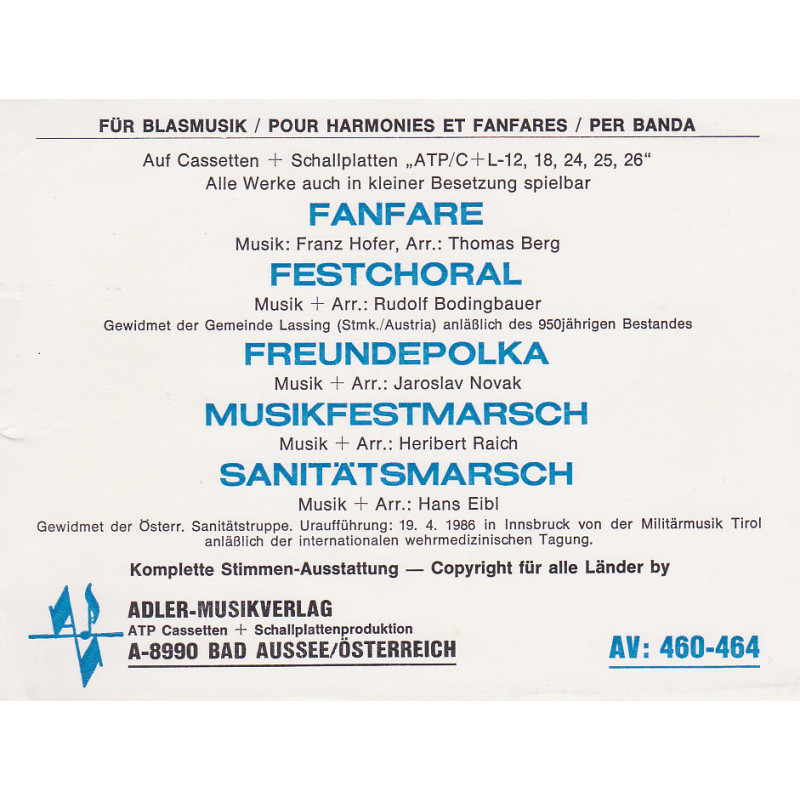 FÜR BLASMUSIK / POUR HARMONIES ET FANFARES / PER BANDA
Auf Cassetten + Schallplatten „ATP/C+L-12, 18, 24, 25, 26“
Alle Werke auch in kleiner Besetzung spielbar
FANFARE
Musik: Franz Hofer, Arr.: Thomas Berg
FESTCHORAL
Musik + Arr.: Rudolf Bodingbauer
Gewidmet der Gemeinde Lassing (Stmk./Austria) anläßlich des 950jährigen Bestandes
FREUNDEPOLKA
Musik + Arr.: Jaroslav Novak
MUSIKFESTMARSCH
Musik + Arr.: Heribert Raich
SANITÄTSMARSCH
Musik + Arr.: Hans Eibl
Gewidmet der Österr. Sanitätstruppe. Uraufführung: 19. 4. 1986 in Innsbruck von der Militärmusik Tirol
anläßlich der internationalen wehrmedizinischen Tagung.
Komplette Stimmen-Ausstattung — Copyright für alle Länder by
ADLER-MUSIKVERLAG
ATP Cassetten + Schallplattenproduktion
A-8990 BAD AUSSEE/ÖSTERREICH
AV: 460-464